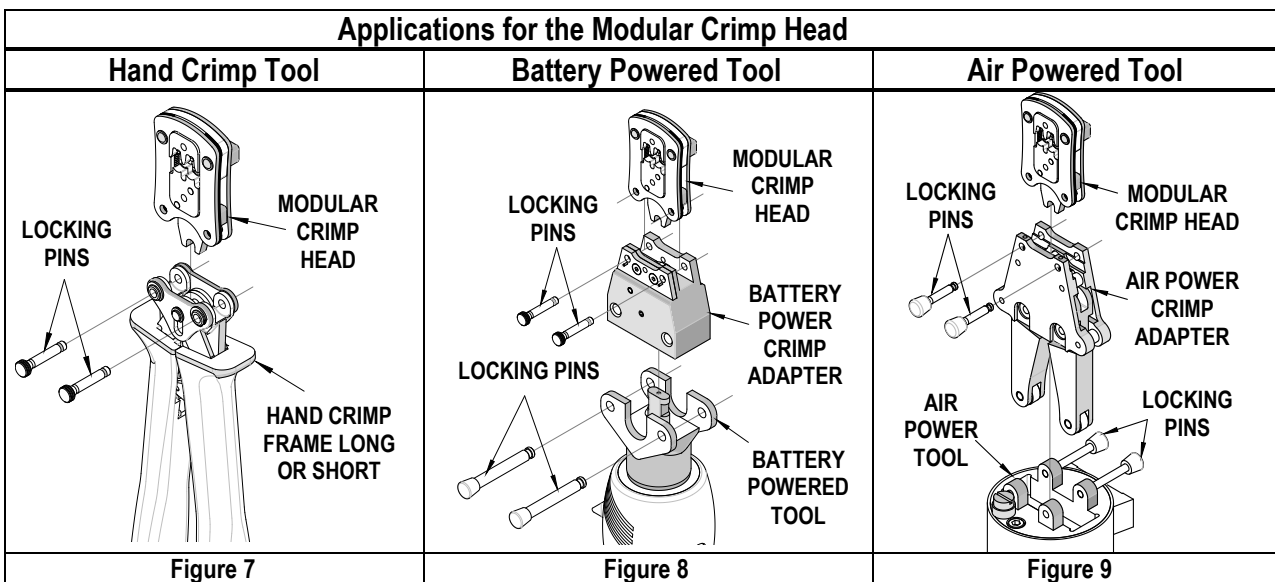 Applications for the Modular Crimp Head
Hand Crimp Tool
Battery Powered Tool
Air Powered Tool
MODULAR
CRIMP
HEAD
LOCKING
PINS
HAND CRIMP
FRAME LONG
OR SHORT
MODULAR
CRIMP
HEAD
LOCKING
PINS
BATTERY
POWER
CRIMP
ADAPTER
LOCKING PINS
BATTERY
POWERED
TOOL
LOCKING
PINS
MODULAR
CRIMP HEAD
AIR POWER
CRIMP
ADAPTER
AIR
POWER
TOOL
LOCKING
PINS
Figure 7
Figure 8
Figure 9